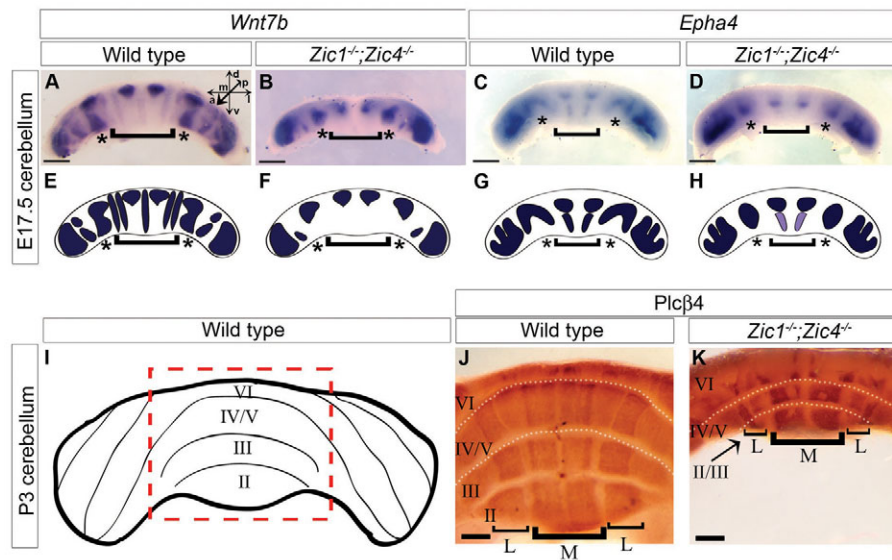 Wnt7b
Epha4
Wild type
Zic1-/-;Zic4-/-
Wild type
Zic1-/-;Zic4-/-
E17.5 cerebellum
A
d
m
p
a
l
v
* *
B
* *
C
* *
D
* *
E
* *
F
* *
G
* *
H
* *
Plcβ4
Wild type
Wild type
Zic1-/-;Zic4-/-
P3 cerebellum
I
VI
IV/V
III
II
J
VI
IV/V
III
II
L
M
L
K
VI
IV/V
II/III
L
M
L